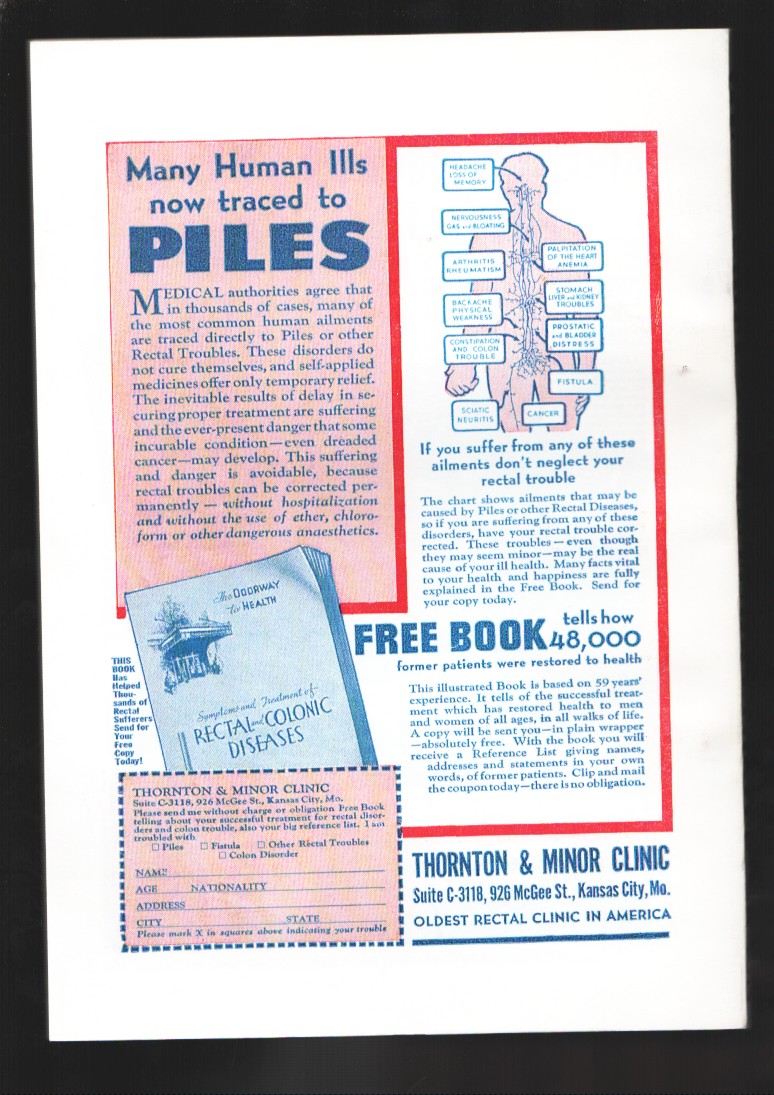 Many Human Ills
now traced to
PILES
MEDICAL authorities agree that
in thousands of cases, many of
the most common human ailments
are traced directly to Piles or other
Rectal Troubles. These disorders do
not cure themselves, and self-applied
medicines offer only temporary relief.
The inevitable results of delay in se-
curing proper treatment are suffering
and the ever-present danger that some
incurable condition—even dreaded
cancer—may develop. This suffering
and danger is avoidable, because
rectal troubles can be corrected per-
manently — without hospitalization
and without the use of ether, chloro-
form or other dangerous anaesthetics.
HEADACHE
LOSS OF
MEMORY
NERVOUSNESS
GAS and BLOATING
ARTHRITIS
RHEUMATISM
BACKACHE
PHYSICAL
WEAKNESS
CONSTIPATION
AND COLON
TROUBLE
SCIATIC
NEURITIS
PALPITATION
OF THE HEART
ANEMIA
STOMACH
LIVER and KIDNEY
TROUBLES
PROSTATIC
and BLADDER
DISTRESS
FISTULA
CANCER
If you suffer from any of these
ailments don't neglect your
rectal trouble
The chart shows ailments that may be
caused by Piles or other Rectal Diseases,
so if you are suffering from any of these
disorders, have your rectal trouble cor-
rected. These troubles — even though
they may seem minor—may be the real
cause of your ill health. Many facts vital
to your health and happiness are fully
explained in the Free Book. Send for
your copy today.
The DOORWAY
to HEALTH
Symptoms and Treatment of
RECTAL and COLONIC
DISEASES
THIS
BOOK
Has
Helped
Thou-
sands of
Rectal
Sufferers
Send for
Your
Free
Copy
Today!
FREE BOOK tells how
48,000
former patients were restored to health
This illustrated Book is based on 59 years'
experience. It tells of the successful treat-
ment which has restored health to men
and women of all ages, in all walks of life.
A copy will be sent you—in plain wrapper
—absolutely free. With the book you will
receive a Reference List giving names,
addresses and statements in your own
words, of former patients. Clip and mail
the coupon today—there is no obligation.
THORNTON & MINOR CLINIC
Suite C-3118, 926 McGee St., Kansas City, Mo.
Please send me without charge or obligation Free Book
telling about your successful treatment for rectal disor-
ders and colon trouble, also your big reference list. I am
troubled with
Piles Fistula Other Rectal Troubles
Colon Disorder
NAME
AGE NATIONALITY
ADDRESS
CITY STATE
Please mark X in squares above indicating your trouble
THORNTON & MINOR CLINIC
Suite C-3118, 926 McGee St., Kansas City, Mo.
OLDEST RECTAL CLINIC IN AMERICA